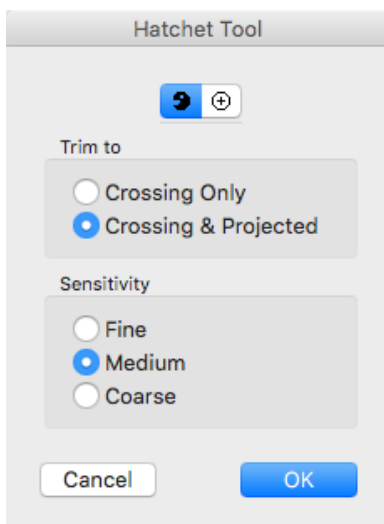 Hatchet Tool
Trim to
Crossing Only
Crossing & Projected
Sensitivity
Fine
Medium
Coarse
Cancel OK